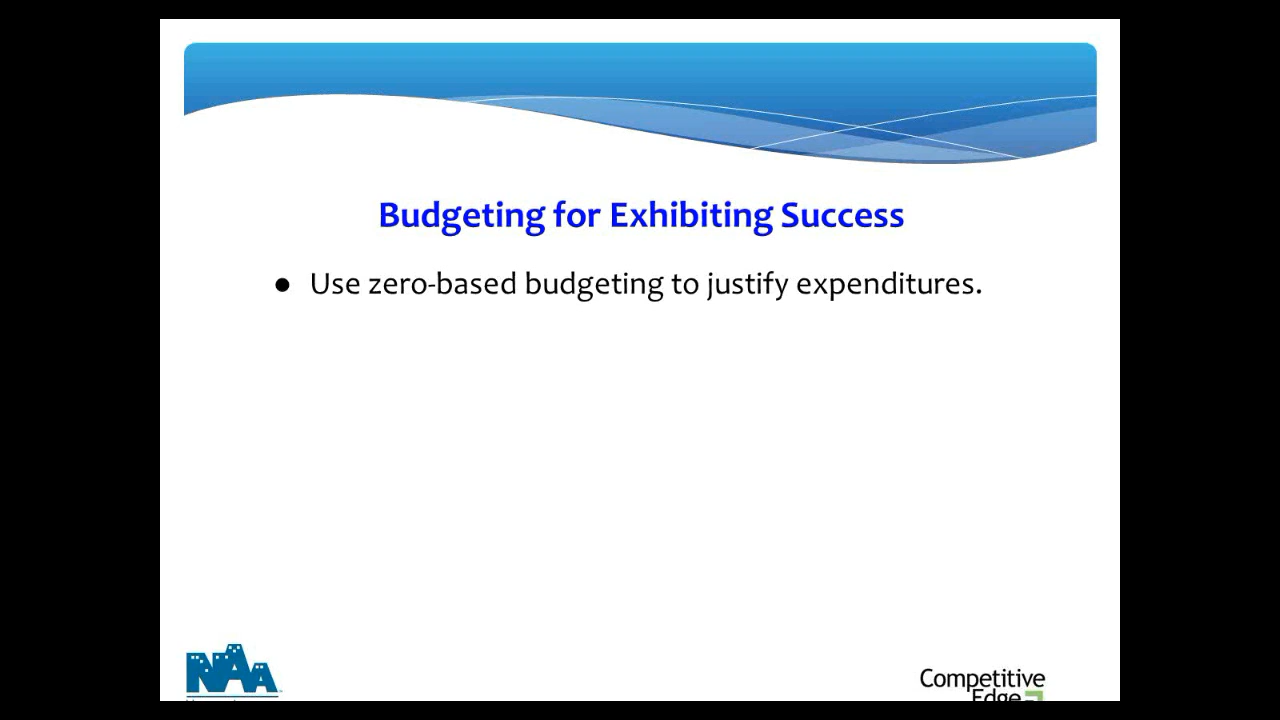 Budgeting for Exhibiting Success
● Use zero-based budgeting to justify expenditures.
NAA
Competitive
Edge